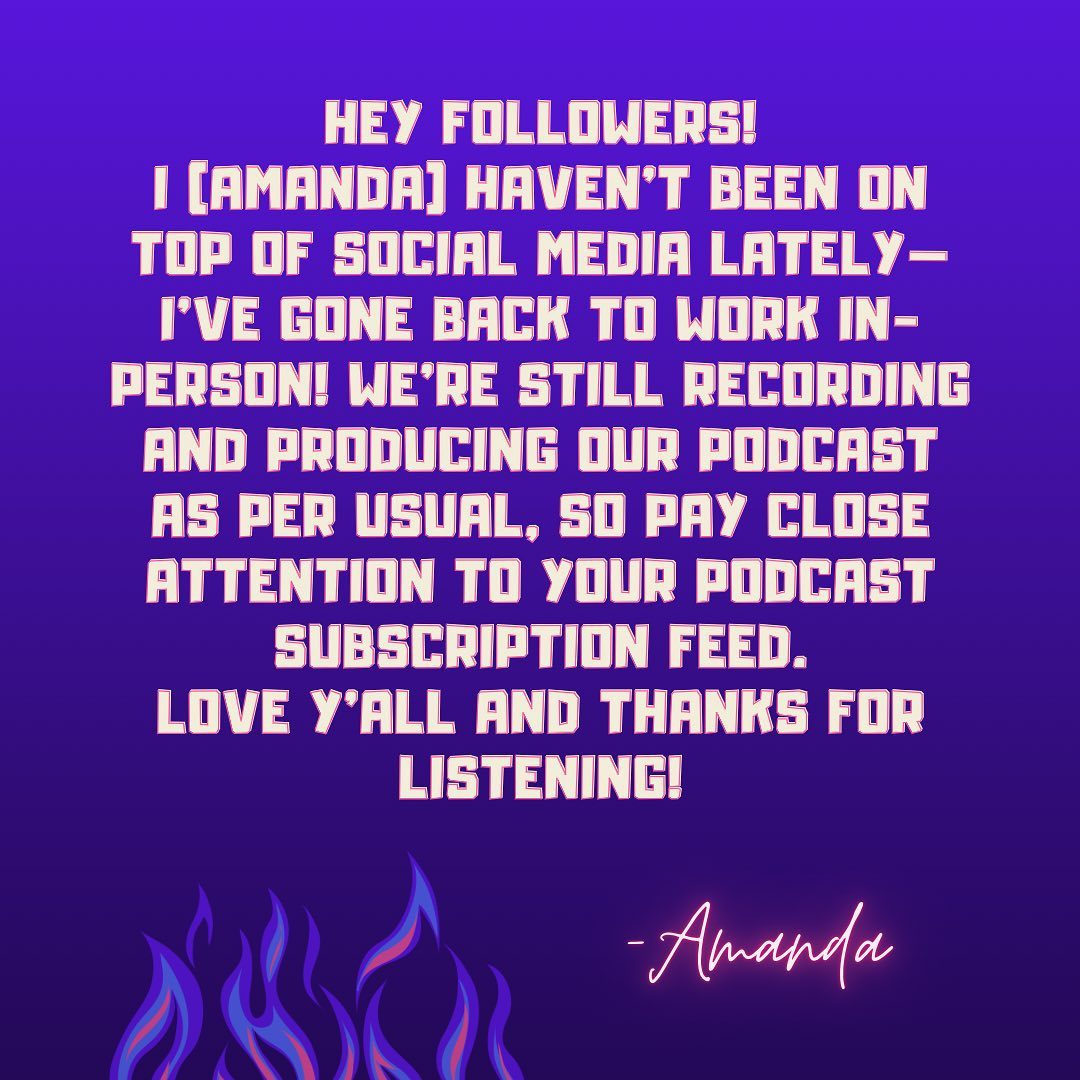 HEY FOLLOWERS!
I [AMANDA] HAVEN'T BEEN ON
TOP OF SOCIAL MEDIA LATELY—
I'VE GONE BACK TO WORK IN-
PERSON! WE'RE STILL RECORDING
AND PRODUCING OUR PODCAST
AS PER USUAL, SO PAY CLOSE
ATTENTION TO YOUR PODCAST
SUBSCRIPTION FEED.
LOVE Y'ALL AND THANKS FOR
LISTENING!
-Amanda